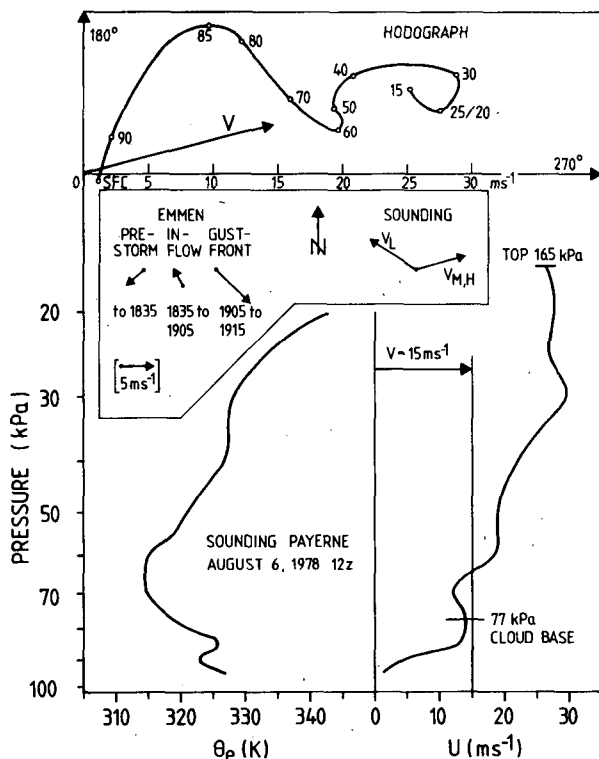 180°
HODOGRAPH
85
80
40
30
15
70
50
25/20
60
90
V
270°
0
SFC
5
10
15
20
25
30
ms⁻¹
EMMEN
SOUNDING
PRE- IN- GUST-
STORM FLOW FRONT
N
V_L
V_M,H
to 1835
1835 to 1905
1905 to 1915
[5ms⁻¹]
TOP 165 kPa
V~15ms⁻¹
PRESSURE (kPa)
20
30
50
70
100
SOUNDING PAYERNE
AUGUST 6, 1978 12z
77 kPa
CLOUD BASE
310 320 330 340
0 10 20 30
θe (K)
U (ms⁻¹)